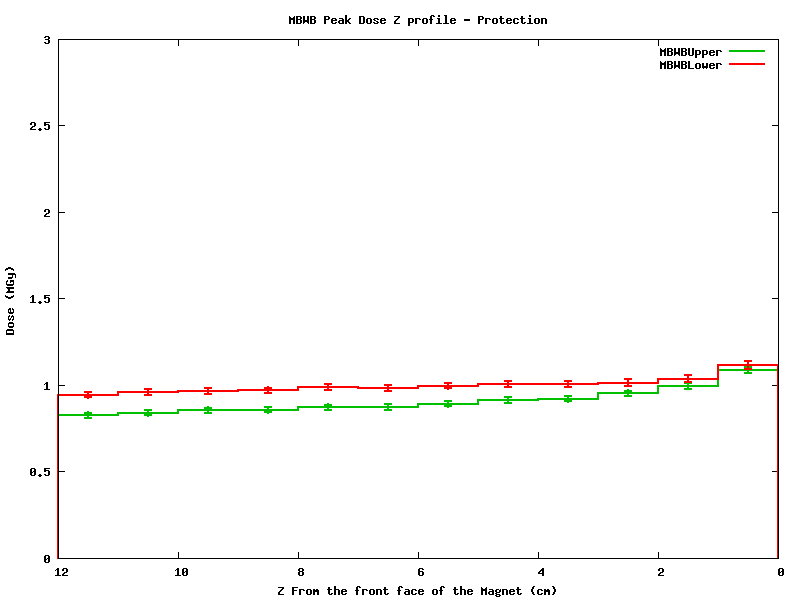 MBWB Peak Dose Z profile - Protection
3
MBWBUpper
MBWBLower
2.5
2
1.5
Dose (MGy)
1
0.5
0
12 10 8 6 4 2 0
Z From the front face of the Magnet (cm)